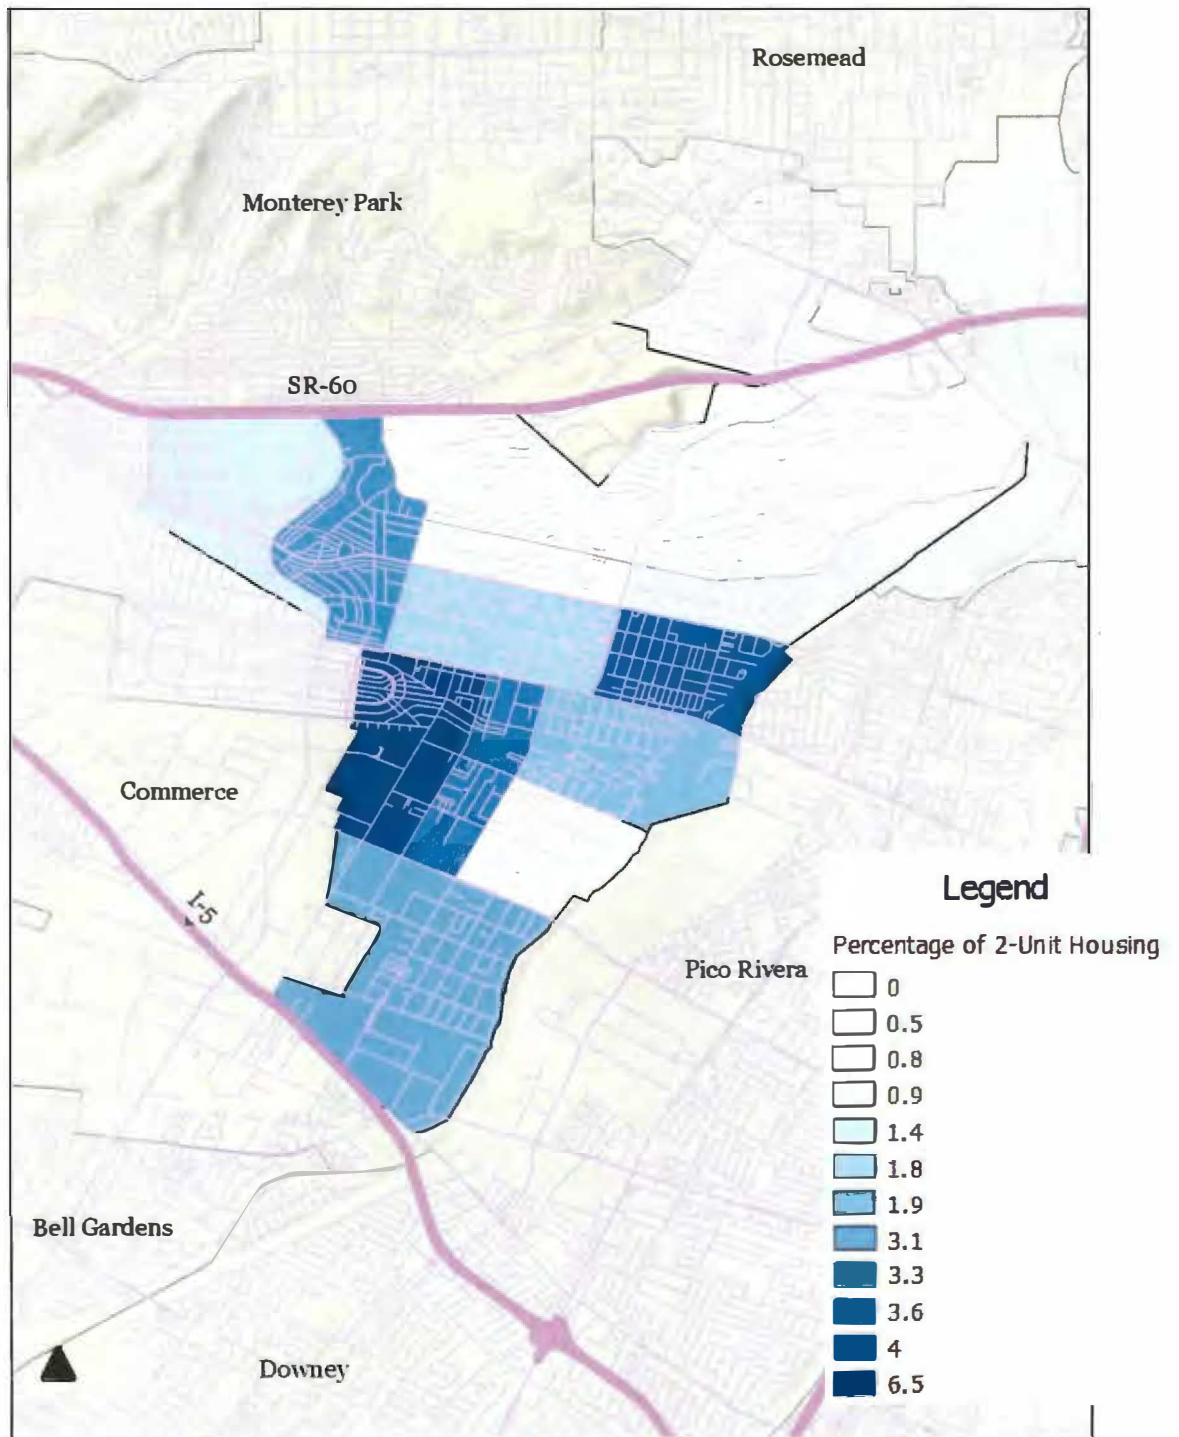 Rosemead
Monterey Park
SR-60
Commerce
I-5
Pico Rivera
Bell Gardens
Downey
Legend
Percentage of 2-Unit Housing
0
0.5
0.8
0.9
1.4
1.8
1.9
3.1
3.3
3.6
4
6.5